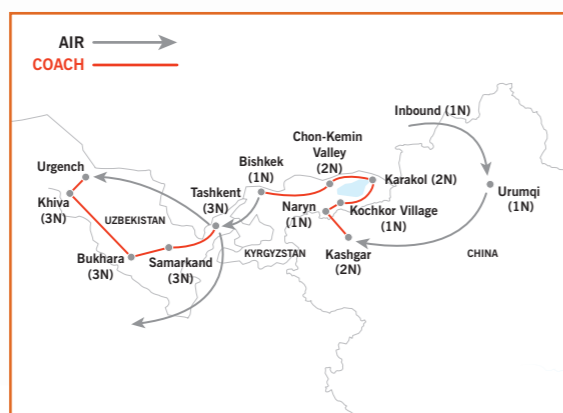 AIR
COACH
Inbound (1N)
Chon-Kemin
Valley
(2N)
Bishkek
(1N)
Karakol (2N)
Urumqi
(1N)
Urgench
Tashkent
(3N)
Naryn
(1N)
Kochkor Village
(1N)
Khiva
(3N)
UZBEKISTAN
KYRGYZSTAN
Kashgar
(2N)
CHINA
Bukhara
(3N)
Samarkand
(3N)